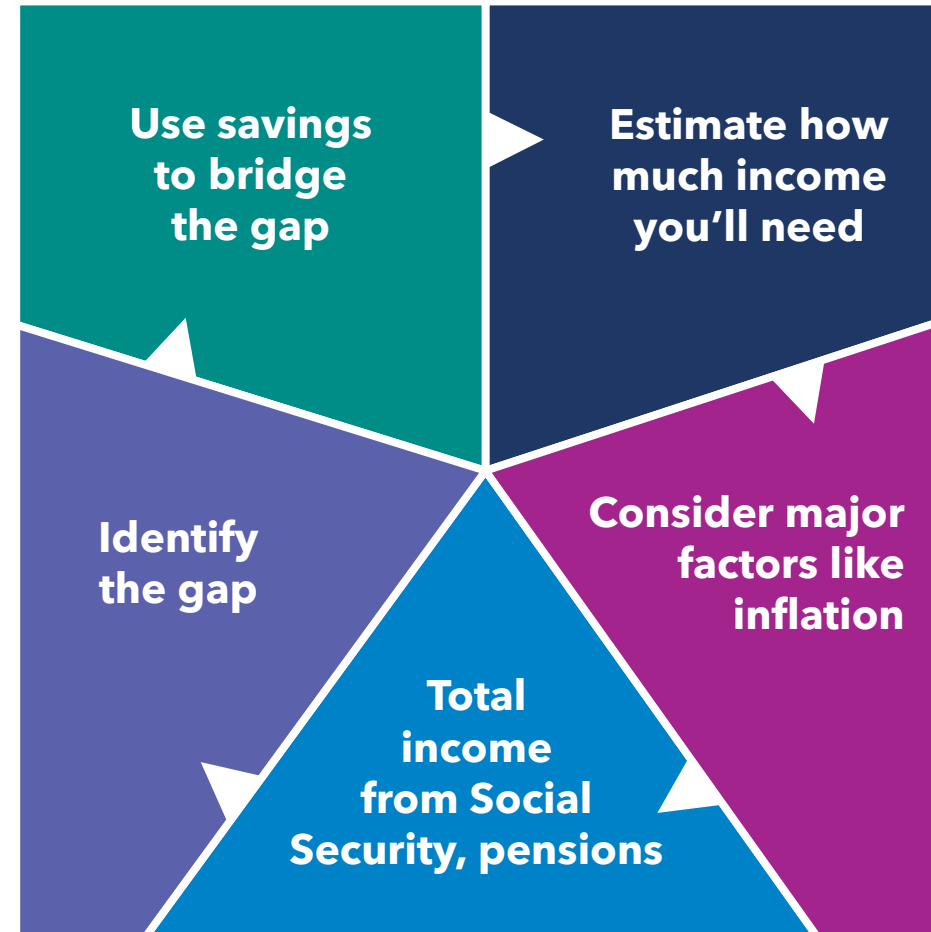 Use savings
to bridge
the gap
Estimate how
much income
you’ll need
Consider major
factors like
inflation
Total
income
from Social
Security, pensions
Identify
the gap